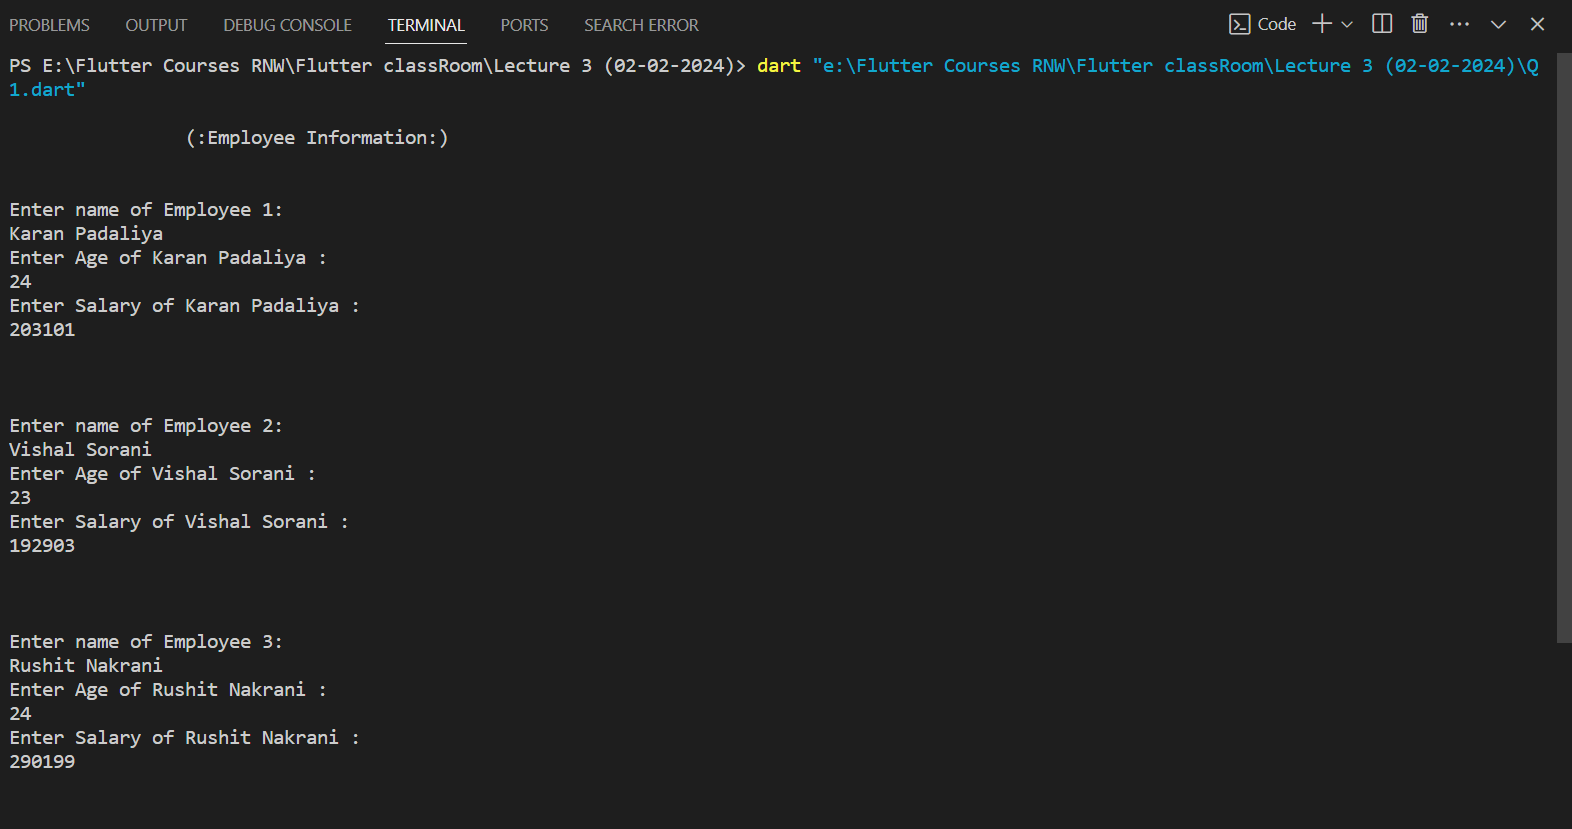 PROBLEMS OUTPUT DEBUG CONSOLE TERMINAL PORTS SEARCH ERROR Code
PS E:\Flutter Courses RNW\Flutter classRoom\Lecture 3 (02-02-2024)> dart "e:\Flutter Courses RNW\Flutter classRoom\Lecture 3 (02-02-2024)\Q
1.dart"
(:Employee Information:)
Enter name of Employee 1:
Karan Padaliya
Enter Age of Karan Padaliya :
24
Enter Salary of Karan Padaliya :
203101
Enter name of Employee 2:
Vishal Sorani
Enter Age of Vishal Sorani :
23
Enter Salary of Vishal Sorani :
192903
Enter name of Employee 3:
Rushit Nakrani
Enter Age of Rushit Nakrani :
24
Enter Salary of Rushit Nakrani :
290199